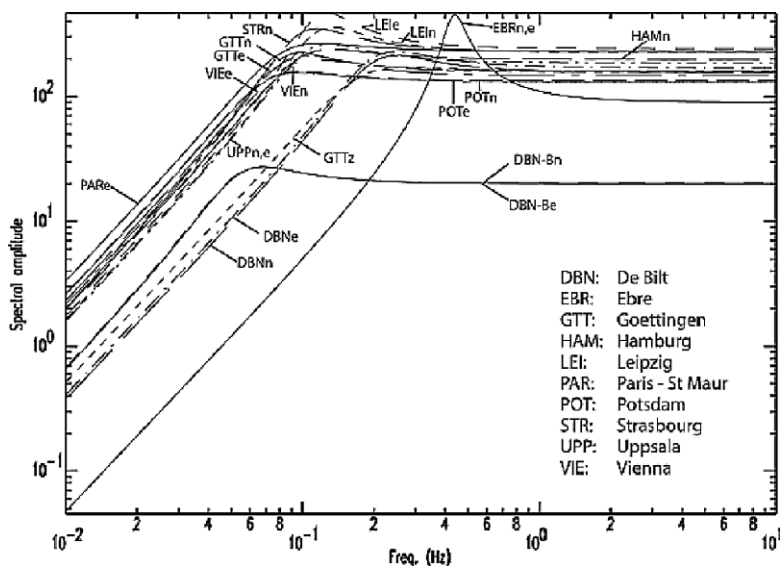 STRn
LEIe
LEIn
EBRn,e
HAMn
GTTn
GTTe
VIEe
VIEn
POTn
POTe
10²
PARe
UPPn,e
GTTz
DBN-Bn
DBN-Be
10¹
DBNe
DBNn
Spectral amplitude
10⁰
10⁻¹
DBN: De Bilt
EBR: Ebre
GTT: Goettingen
HAM: Hamburg
LEI: Leipzig
PAR: Paris - St Maur
POT: Potsdam
STR: Strasbourg
UPP: Uppsala
VIE: Vienna
10⁻² 2 4 6 8 10⁻¹ 2 4 6 8 10⁰ 2 4 6 8 10¹
Freq. (Hz)